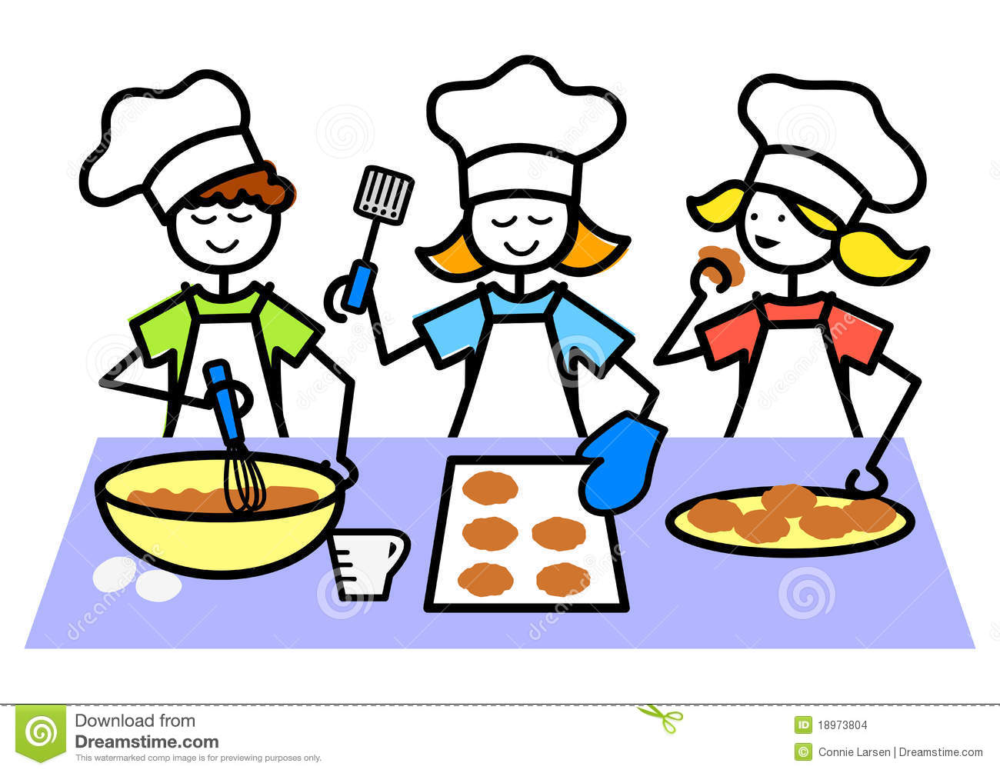 Download from
Dreamstime.com
This watermarked comp image is for previewing purposes only.
ID 18973804
© Connie Larsen | Dreamstime.com